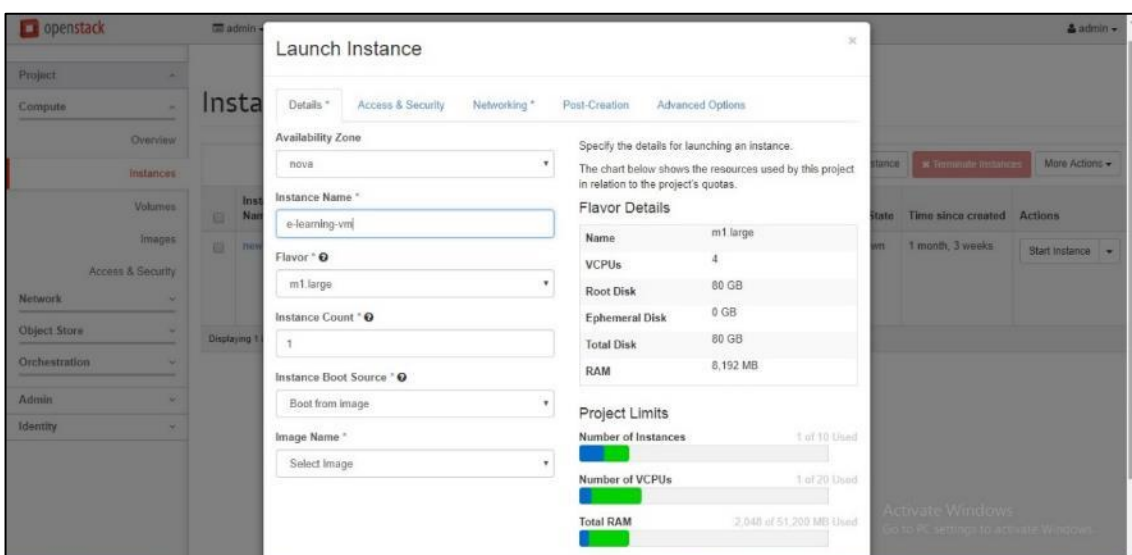 openstack
admin
admin
Launch Instance
×
Project
Compute
Overview
Instances
Volumes
Images
Access & Security
Network
Object Store
Orchestration
Admin
Identity
Insta
Details *
Access & Security
Networking *
Post-Creation
Advanced Options
Availability Zone
nova
Instance Name *
e-learning-vm
Flavor *
m1.large
Instance Count *
1
Instance Boot Source *
Boot from image
Image Name *
Select Image
Specify the details for launching an instance.
The chart below shows the resources used by this project
in relation to the project's quotas.
Flavor Details
Name m1.large
VCPUs 4
Root Disk 80 GB
Ephemeral Disk 0 GB
Total Disk 80 GB
RAM 8,192 MB
Project Limits
Number of Instances 1 of 10 Used
Number of VCPUs 1 of 20 Used
Total RAM 2,048 of 51,200 MB Used
Terminate Instances
More Actions
State
Time since created
Actions
new
1 month, 3 weeks
Start Instance
Displaying 1
Activate Windows
Go to PC settings to activate Windows.